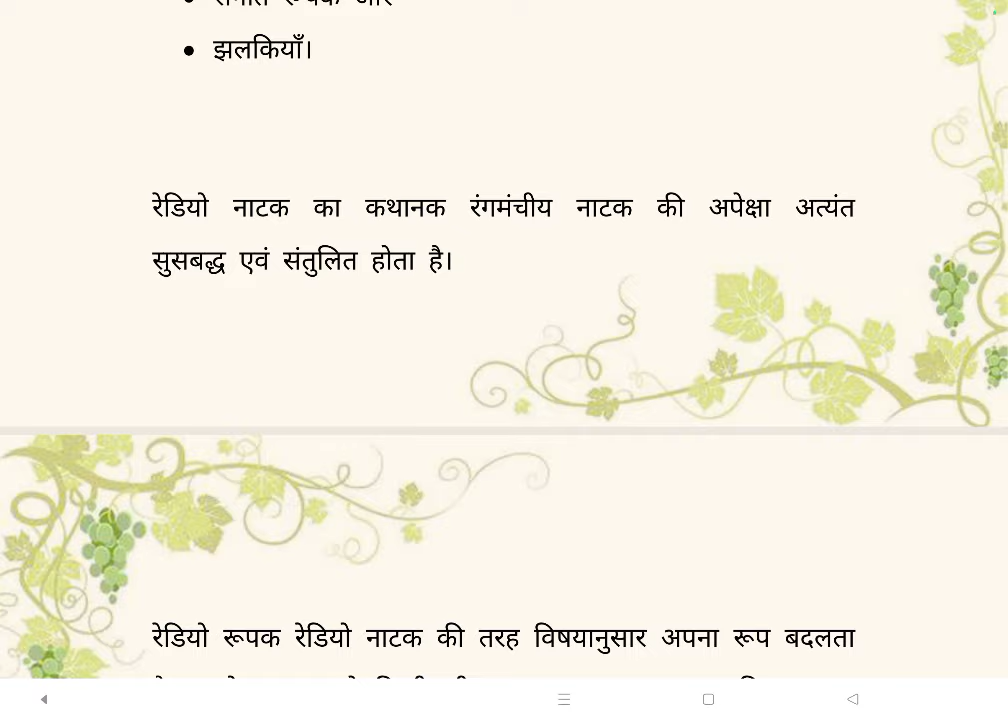 • झलकियाँ।
रेडियो नाटक का कथानक रंगमंचीय नाटक की अपेक्षा अत्यंत
सुसबद्ध एवं संतुलित होता है।
रेडियो रूपक रेडियो नाटक की तरह विषयानुसार अपना रूप बदलता